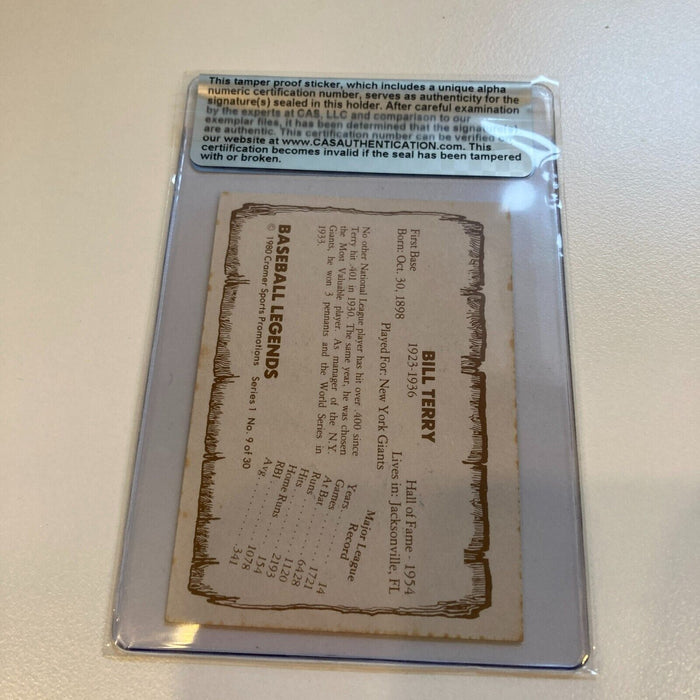 This tamper proof sticker, which includes a unique alpha
numeric certification number, serves as authenticity for the
signature(s) sealed in this holder. After careful examination
by the experts at CAS, LLC and comparison to our
exemplar files, it has been determined that the
are authentic. This certification number can be verified
our website at www.CASAUTHENTICATION.com. This
certiification becomes invalid if the seal has been tampered
with or broken.
BILL TERRY
1923-1936
First Base
Born: Oct. 30, 1898
Hall of Fame - 1954
Lives in: Jacksonville, FL
Played For: New York Giants
No other National League player has hit over .400 since
Terry hit .401 in 1930. The same year, he was chosen
the Most Valuable player. As manager of the N.Y.
Giants, he won 3 pennants and the World Series in
1933.
Major League
Record
Years . . . . . . . . 14
Games . . . . . . . 1721
At Bat . . . . . . . 6428
Runs . . . . . . . . 1120
Hits . . . . . . . . 2193
Home Runs . . . . 154
RBI . . . . . . . . 1078
Avg. . . . . . . . . 341
BASEBALL LEGENDS
© 1980 Cramer Sports Promotions Series 1 No. 9 of 30